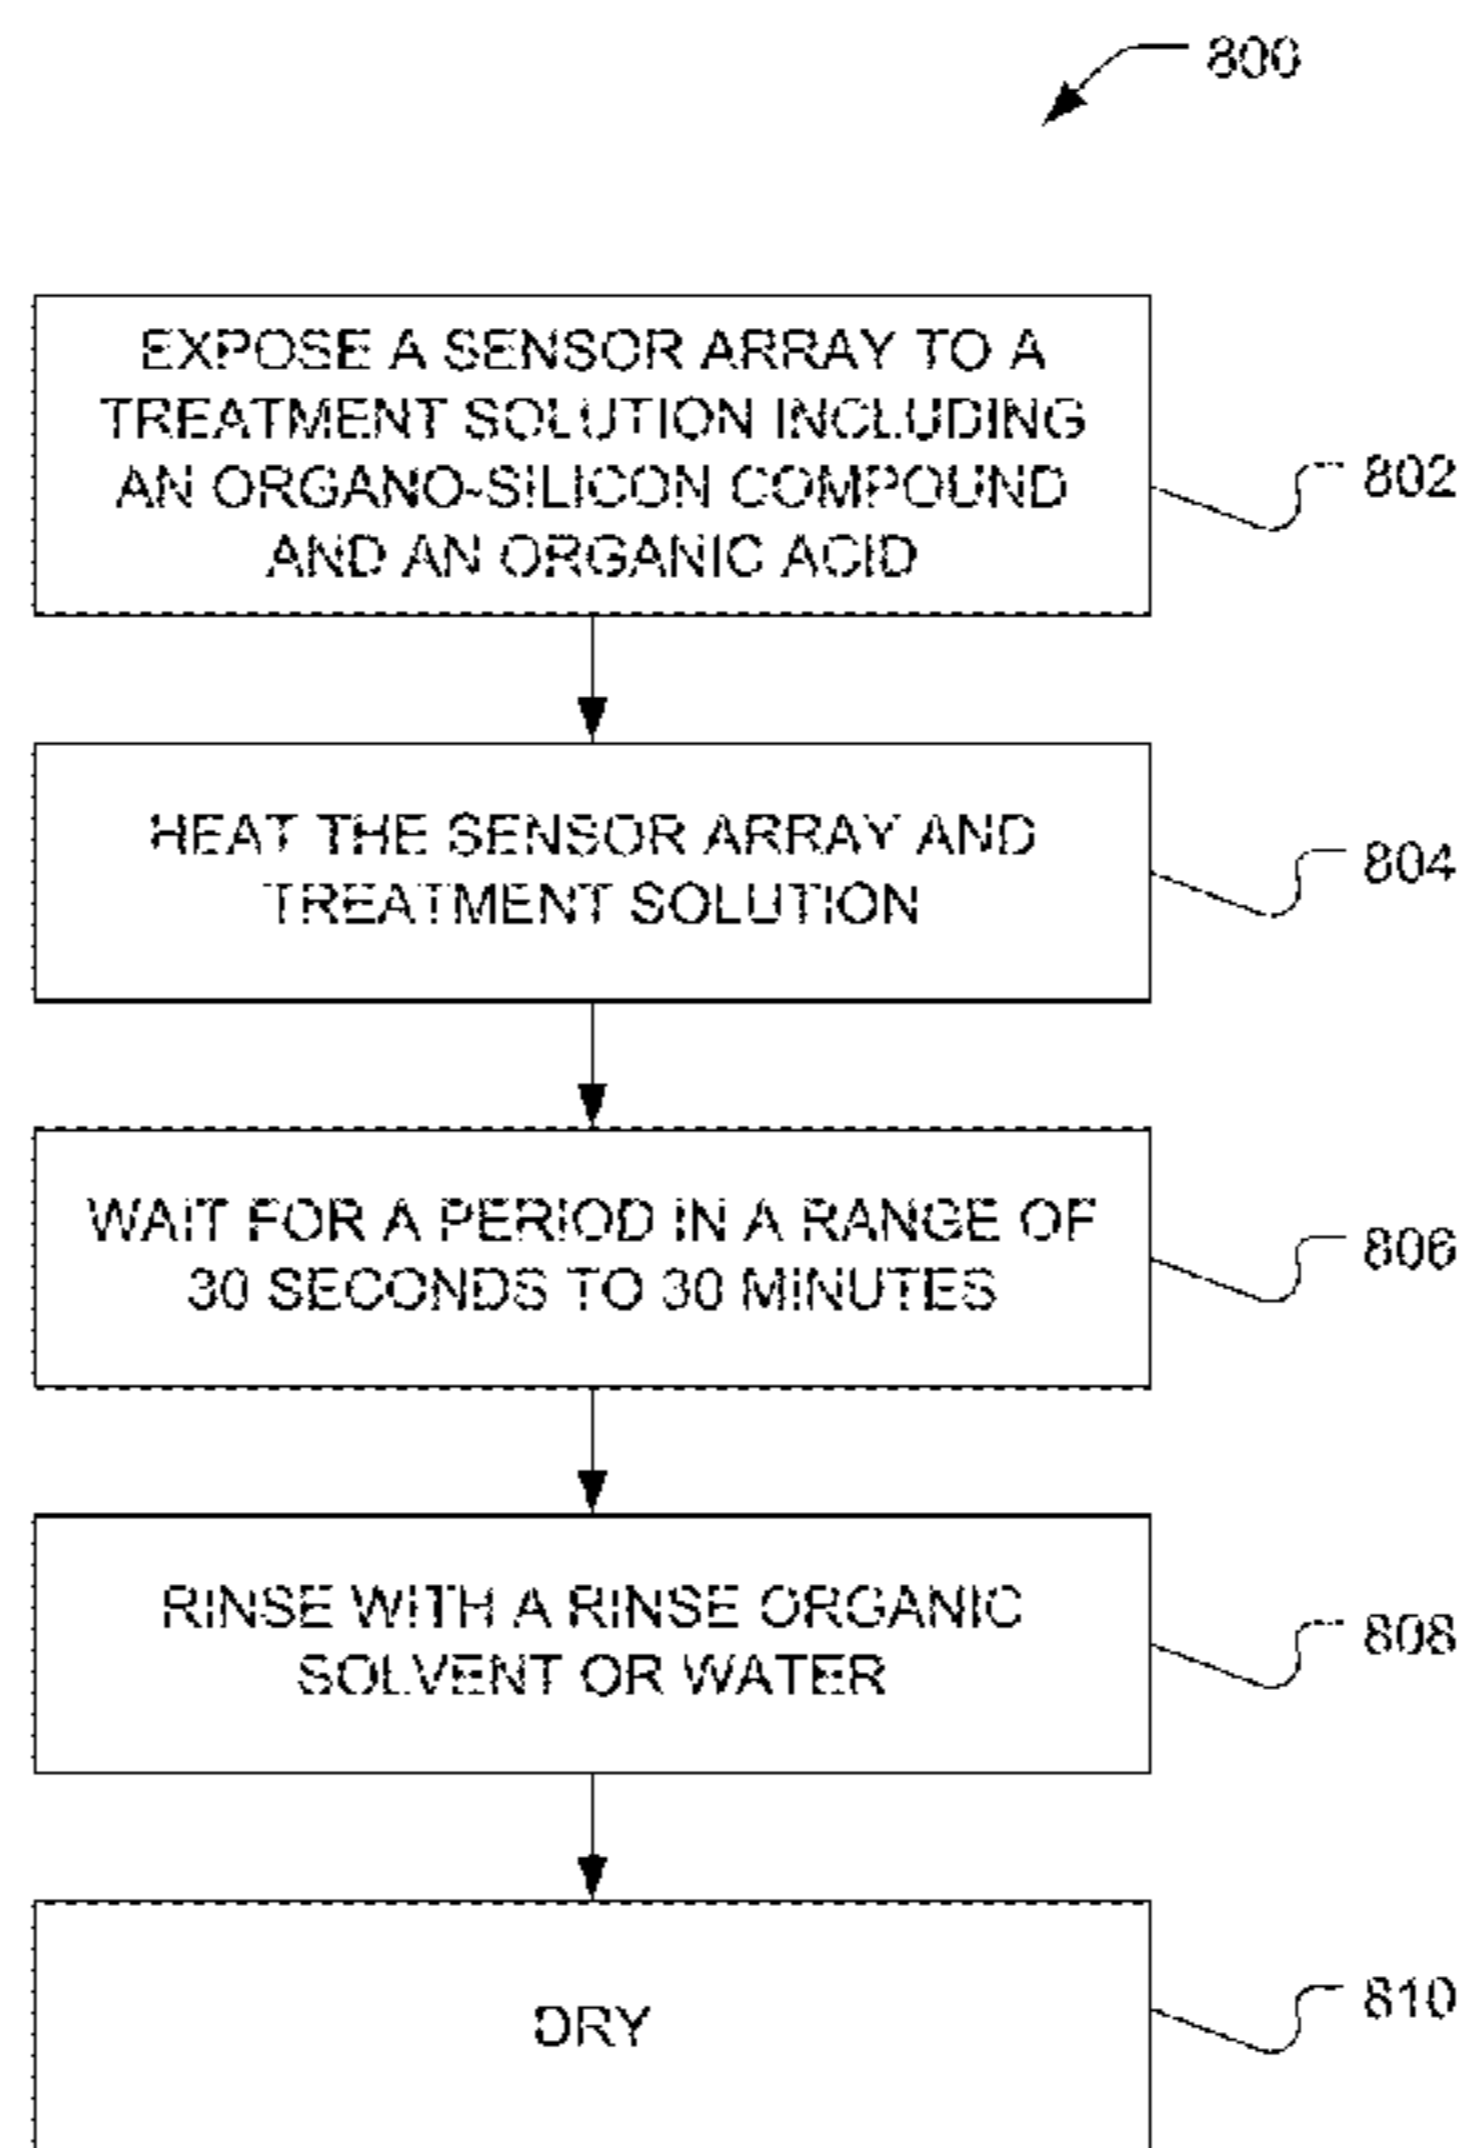 800
EXPOSE A SENSOR ARRAY TO A
TREATMENT SOLUTION INCLUDING
AN ORGANO-SILICON COMPOUND
AND AN ORGANIC ACID
802
HEAT THE SENSOR ARRAY AND
TREATMENT SOLUTION
804
WAIT FOR A PERIOD IN A RANGE OF
30 SECONDS TO 30 MINUTES
806
RINSE WITH A RINSE ORGANIC
SOLVENT OR WATER
808
DRY
810